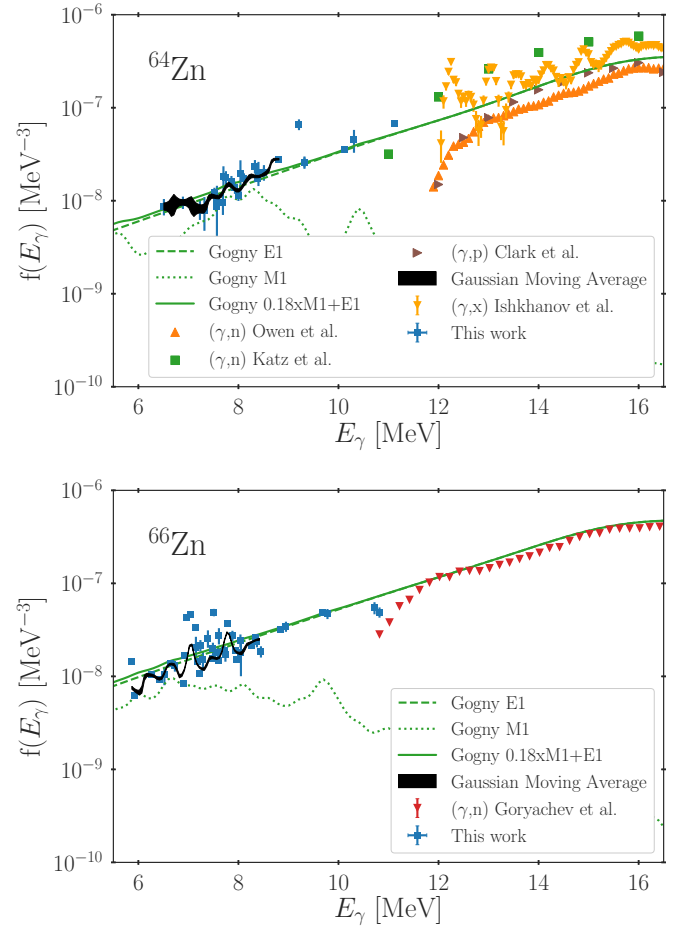 10⁻⁶
10⁻⁷
10⁻⁸
10⁻⁹
10⁻¹⁰
f(Eγ) [MeV⁻³]
⁶⁴Zn
Gogny E1
Gogny M1
Gogny 0.18xM1+E1
(γ,n) Owen et al.
(γ,n) Katz et al.
(γ,p) Clark et al.
Gaussian Moving Average
(γ,x) Ishkhanov et al.
This work
6 8 10 12 14 16
Eγ [MeV]
10⁻⁶
10⁻⁷
10⁻⁸
10⁻⁹
10⁻¹⁰
f(Eγ) [MeV⁻³]
⁶⁶Zn
Gogny E1
Gogny M1
Gogny 0.18xM1+E1
Gaussian Moving Average
(γ,n) Goryachev et al.
This work
6 8 10 12 14 16
Eγ [MeV]